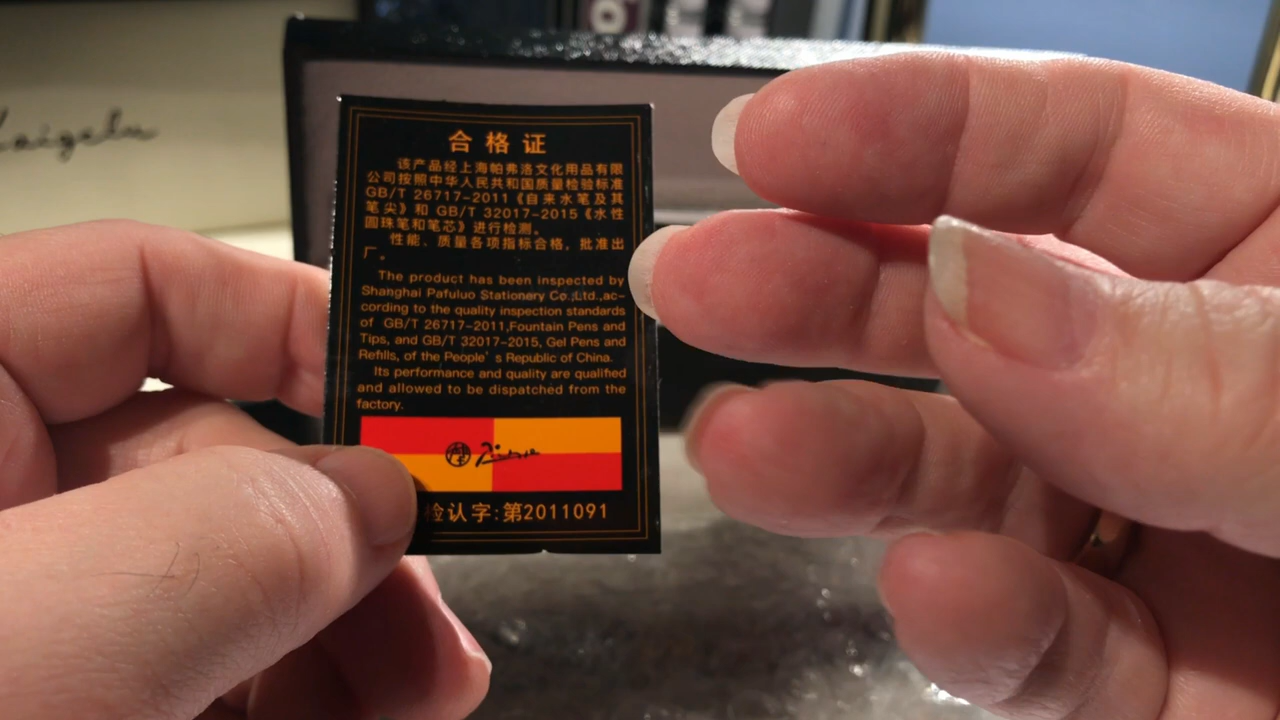 合格证
该产品经上海帕弗洛文化用品有限
公司按照中华人民共和国质量检验标准
GB/T 26717-2011《自来水笔及其
笔尖》和 GB/T 32017-2015《水性
圆珠笔和笔芯》进行检测。
性能、质量各项指标合格，批准出
厂。
The product has been inspected by
Shanghai Pafuluo Stationery Co.,Ltd.,ac-
cording to the quality inspection standards
of GB/T 26717-2011,Fountain Pens and
Tips, and GB/T 32017-2015, Gel Pens and
Refills, of the People's Republic of China.
Its performance and quality are qualified
and allowed to be dispatched from the
factory.
Picasso
检认字:第2011091